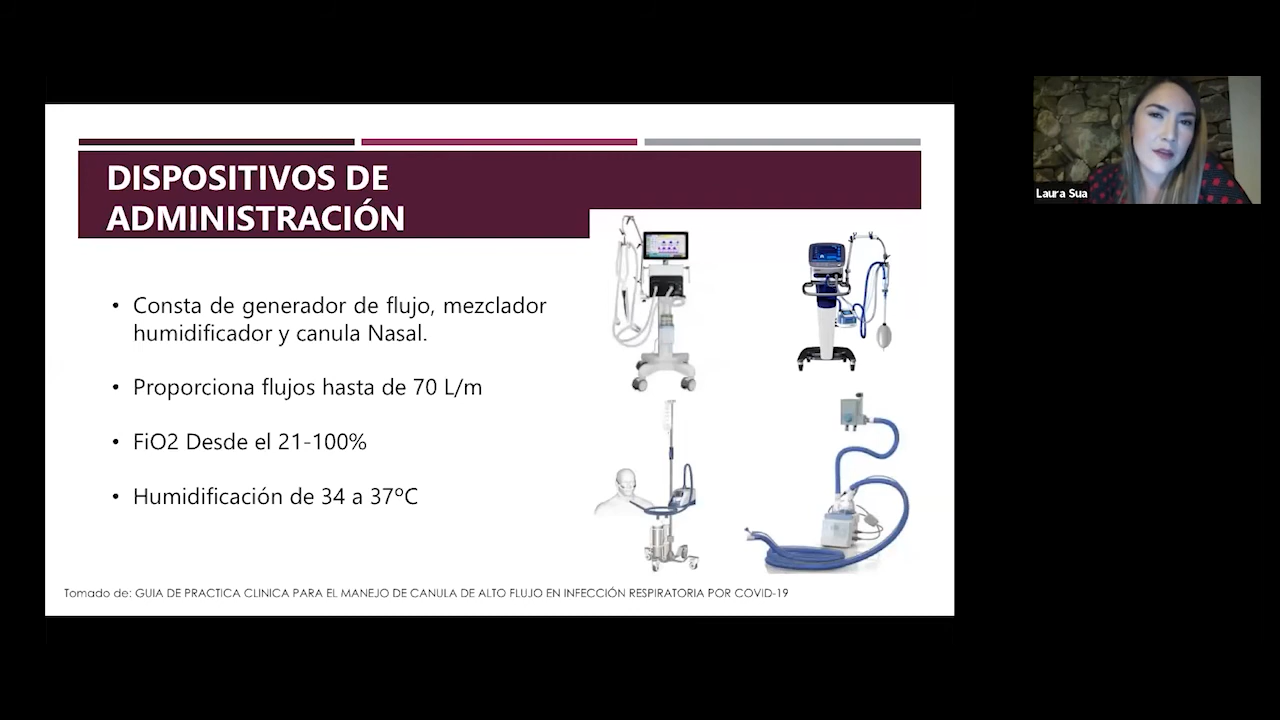 DISPOSITIVOS DE
ADMINISTRACIÓN
• Consta de generador de flujo, mezclador
humidificador y canula Nasal.
• Proporciona flujos hasta de 70 L/m
• FiO2 Desde el 21-100%
• Humidificación de 34 a 37ºC
Tomado de: GUIA DE PRACTICA CLINICA PARA EL MANEJO DE CANULA DE ALTO FLUJO EN INFECCIÓN RESPIRATORIA POR COVID-19
Laura Sua